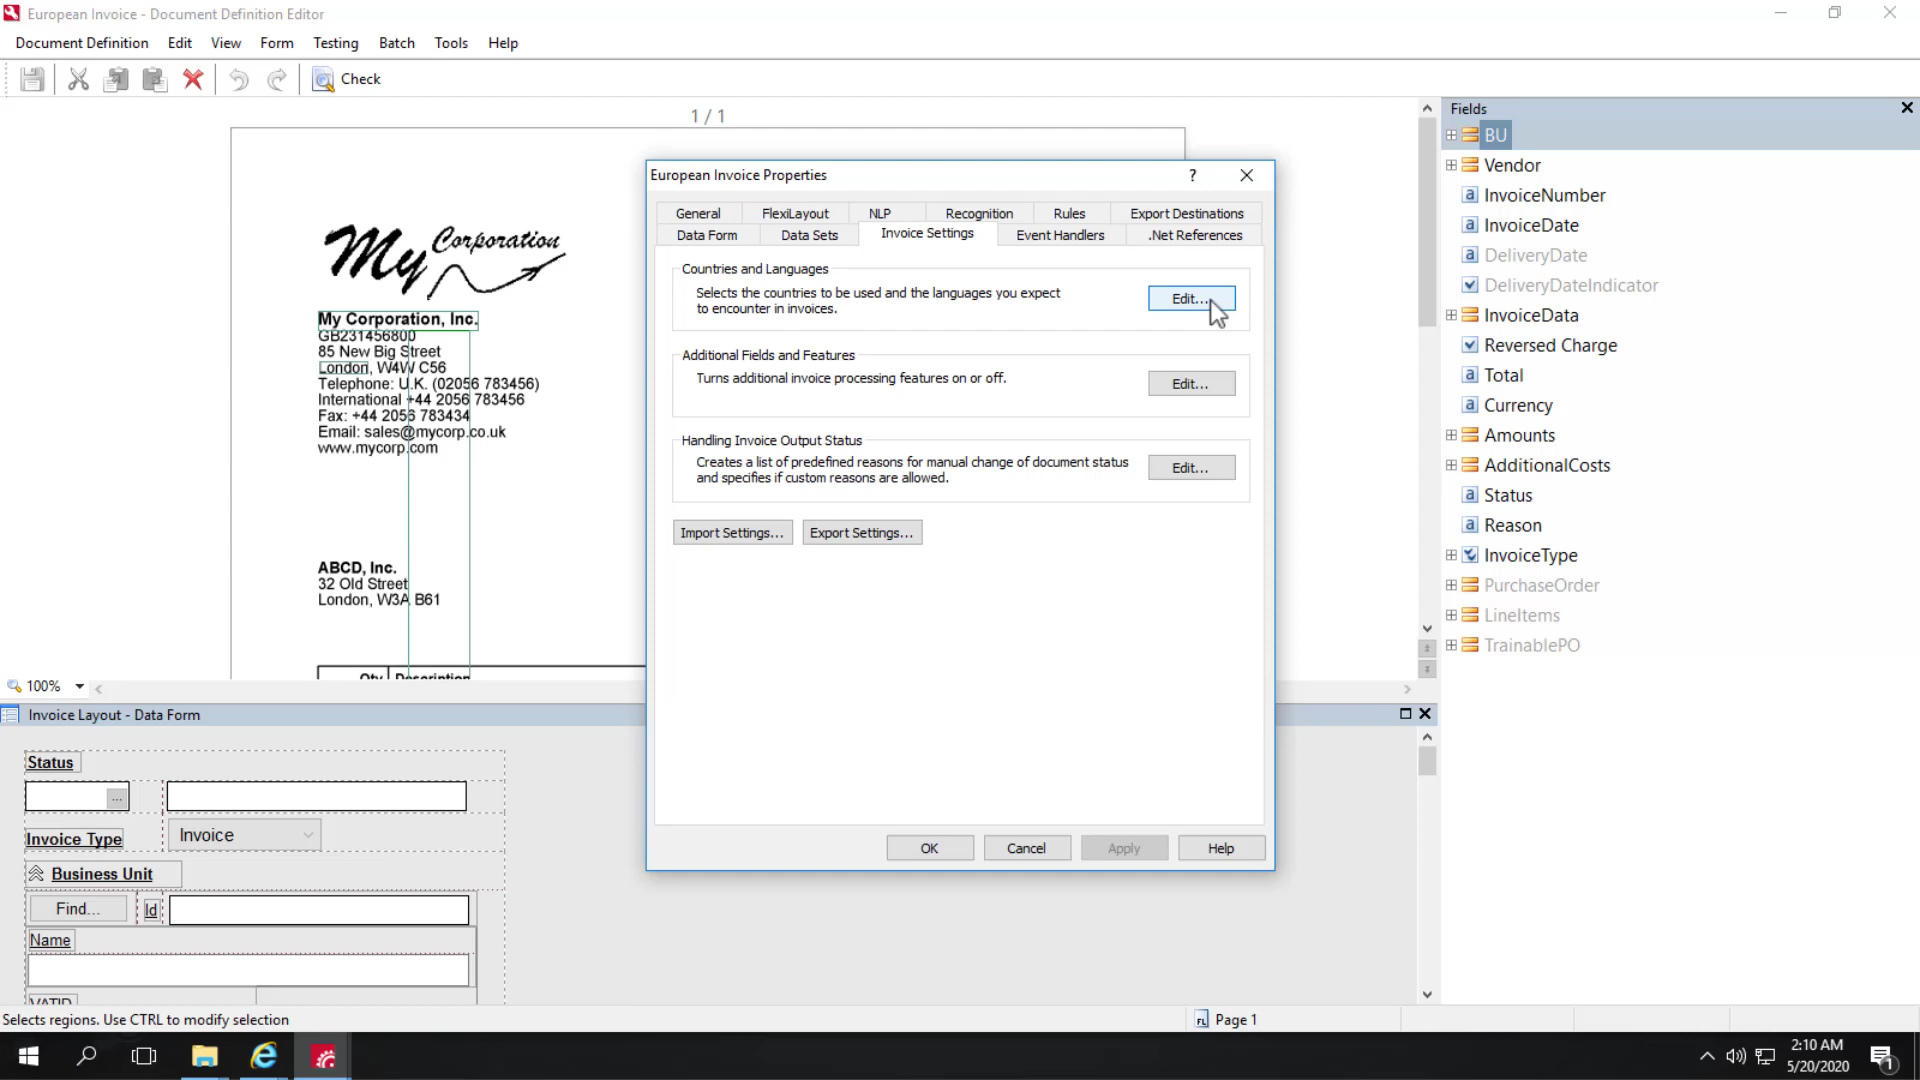 European Invoice - Document Definition Editor
Document Definition Edit View Form Testing Batch Tools Help
Check
1 / 1
My Corporation
My Corporation, Inc.
GB231456800
85 New Big Street
London, W4W C56
Telephone: U.K. (02056 783456)
International +44 2056 783456
Fax: +44 2056 783434
Email: sales@mycorp.co.uk
www.mycorp.com
ABCD, Inc.
32 Old Street
London, W3A B61
Qty Description
100%
European Invoice Properties
?
General FlexiLayout NLP Recognition Rules Export Destinations
Data Form Data Sets Invoice Settings Event Handlers .Net References
Countries and Languages
Selects the countries to be used and the languages you expect
to encounter in invoices.
Edit...
Additional Fields and Features
Turns additional invoice processing features on or off.
Edit...
Handling Invoice Output Status
Creates a list of predefined reasons for manual change of document status
and specifies if custom reasons are allowed.
Edit...
Import Settings... Export Settings...
OK Cancel Apply Help
Fields
BU
Vendor
InvoiceNumber
InvoiceDate
DeliveryDate
DeliveryDateIndicator
InvoiceData
Reversed Charge
Total
Currency
Amounts
AdditionalCosts
Status
Reason
InvoiceType
PurchaseOrder
LineItems
TrainablePO
Invoice Layout - Data Form
Status
...
Invoice Type Invoice
Business Unit
Find... Id
Name
VATID
Selects regions. Use CTRL to modify selection
FL Page 1
2:10 AM
5/20/2020
1